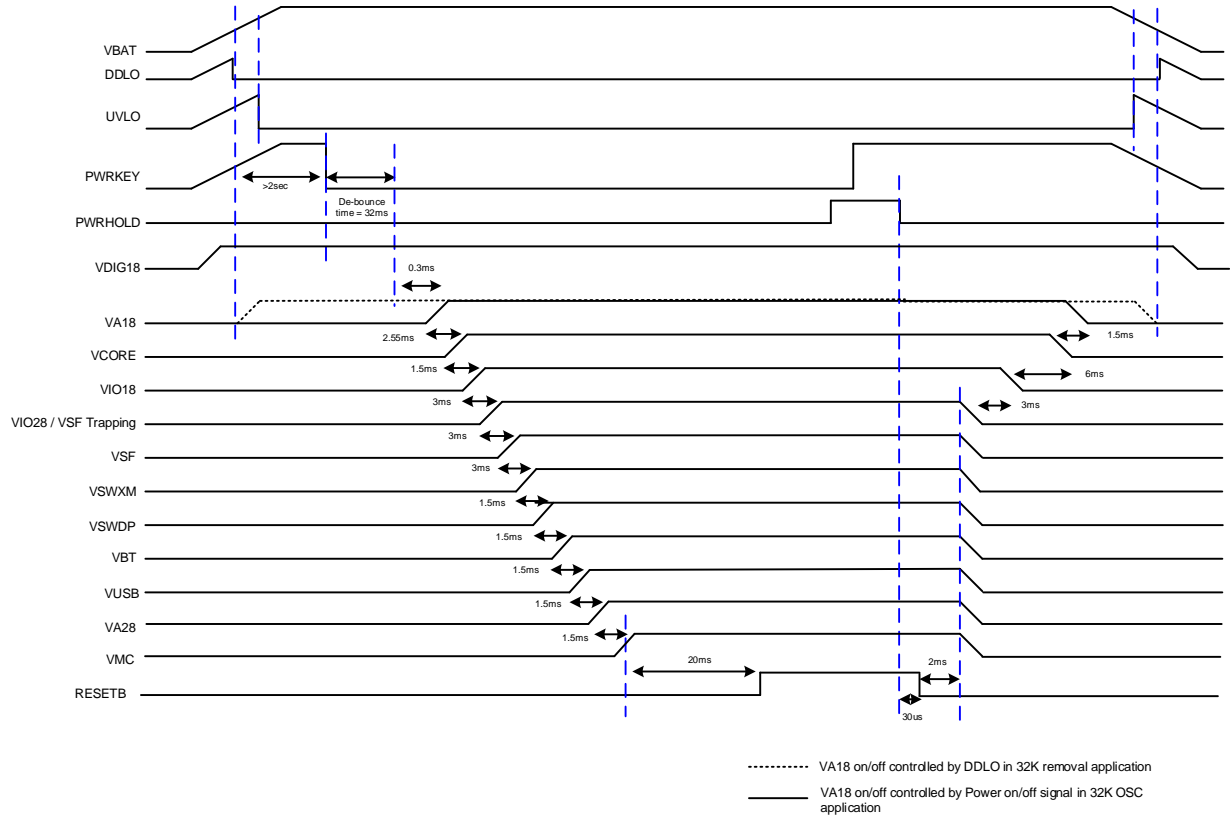 VBAT
DDLO
UVLO
PWRKEY
>2sec
De-bounce
time = 32ms
PWRHOLD
VDIG18
0.3ms
VA18
2.55ms
1.5ms
VCORE
1.5ms
6ms
VIO18
3ms
3ms
VIO28 / VSF Trapping
3ms
VSF
3ms
VSWXM
1.5ms
VSWDP
1.5ms
VBT
1.5ms
VUSB
1.5ms
VA28
1.5ms
VMC
20ms
2ms
RESETB
30us
VA18 on/off controlled by DDLO in 32K removal application
VA18 on/off controlled by Power on/off signal in 32K OSC
application